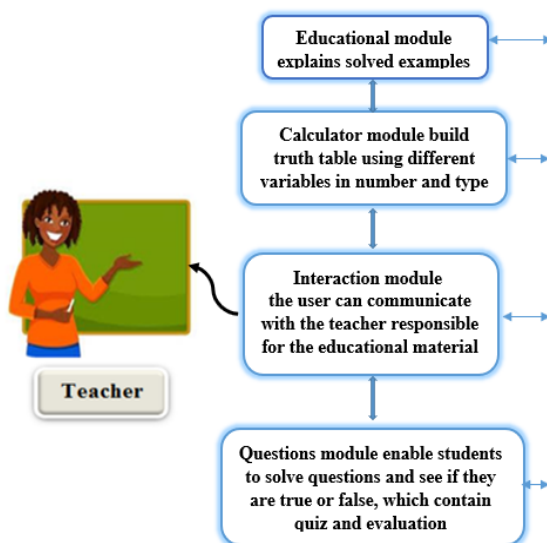 Educational module
explains solved examples
Calculator module build
truth table using different
variables in number and type
Interaction module
the user can communicate
with the teacher responsible
for the educational material
Teacher
Questions module enable students
to solve questions and see if they
are true or false, which contain
quiz and evaluation